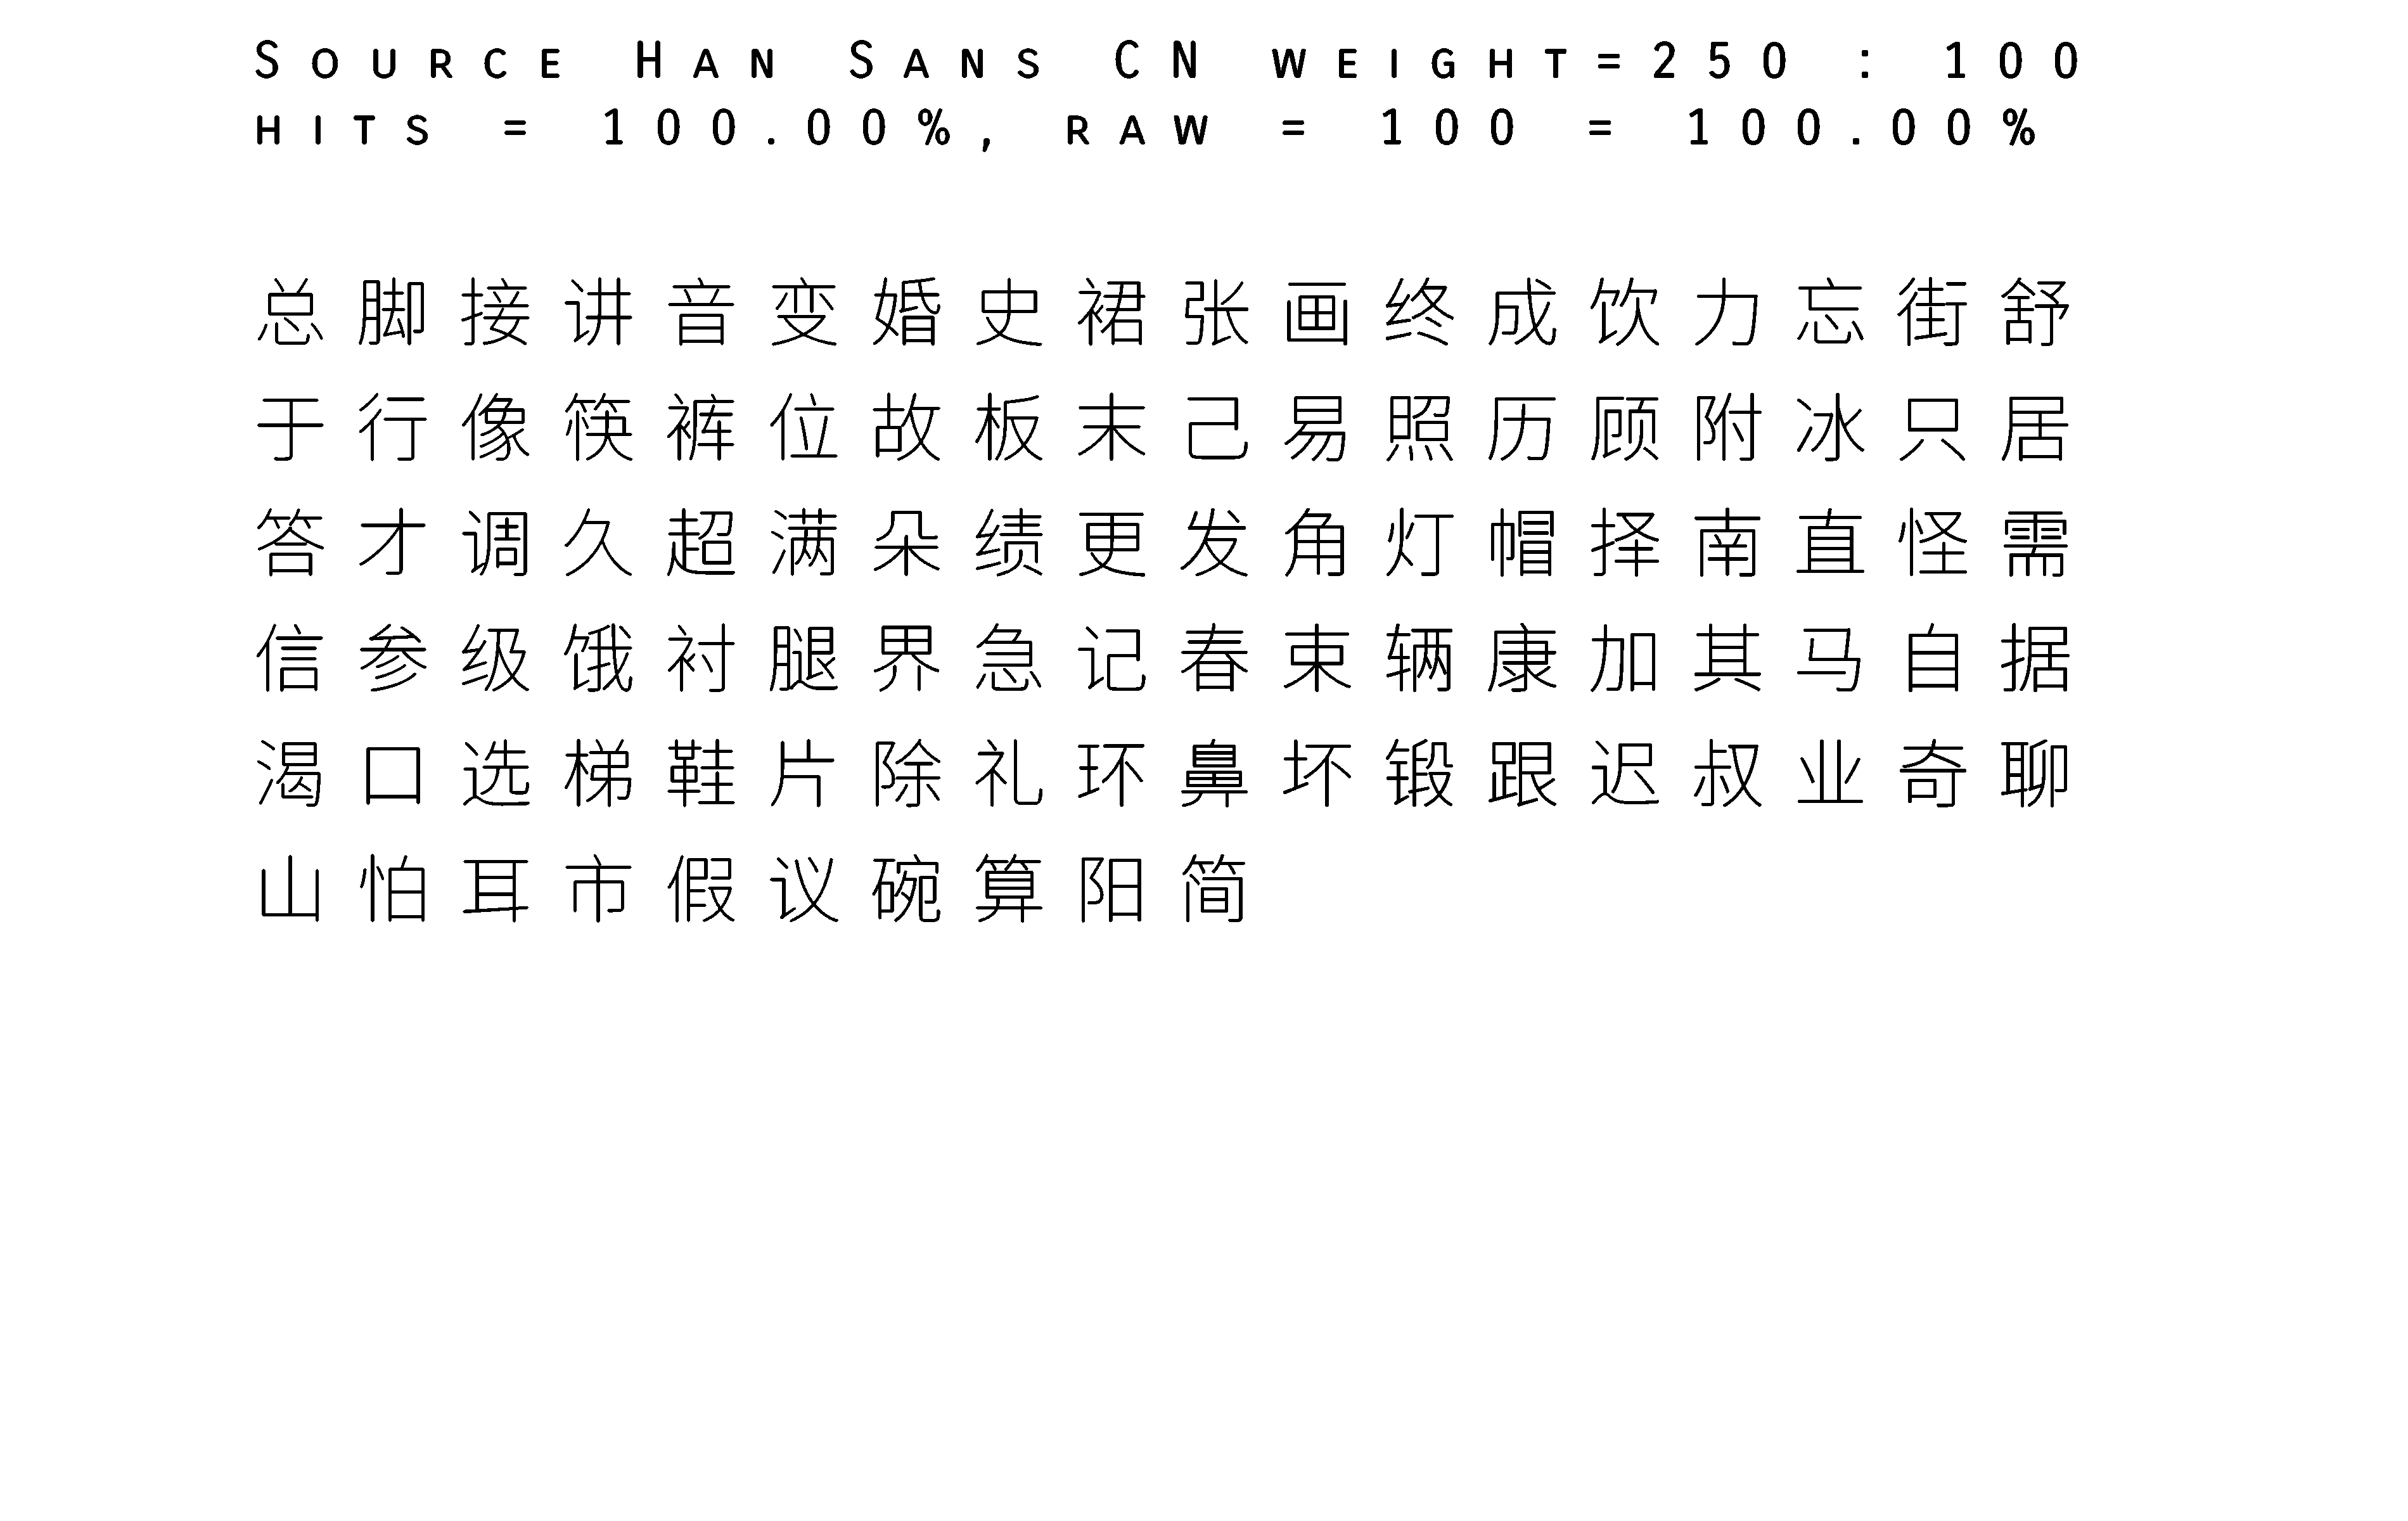 Source Han Sans CN weight=250 : 100
hits = 100.00%, raw = 100 = 100.00%
总脚接讲音变婚史裙张画终成饮力忘街舒
于行像筷裤位故板末己易照历顾附冰只居
答才调久超满朵绩更发角灯帽择南直怪需
信参级饿衬腿界急记春束辆康加其马自据
渴口选梯鞋片除礼环鼻坏锻跟迟叔业奇聊
山怕耳市假议碗算阳简